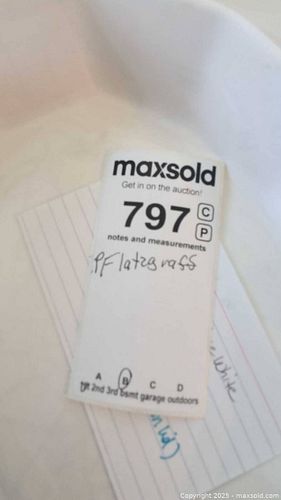 maxsold
Get in on the auction!
797 C
P
notes and measurements
PFlatzgrass
A B C D
1st 2nd 3rd bsmt garage outdoors
White
Copyright 2025 - maxsold.com